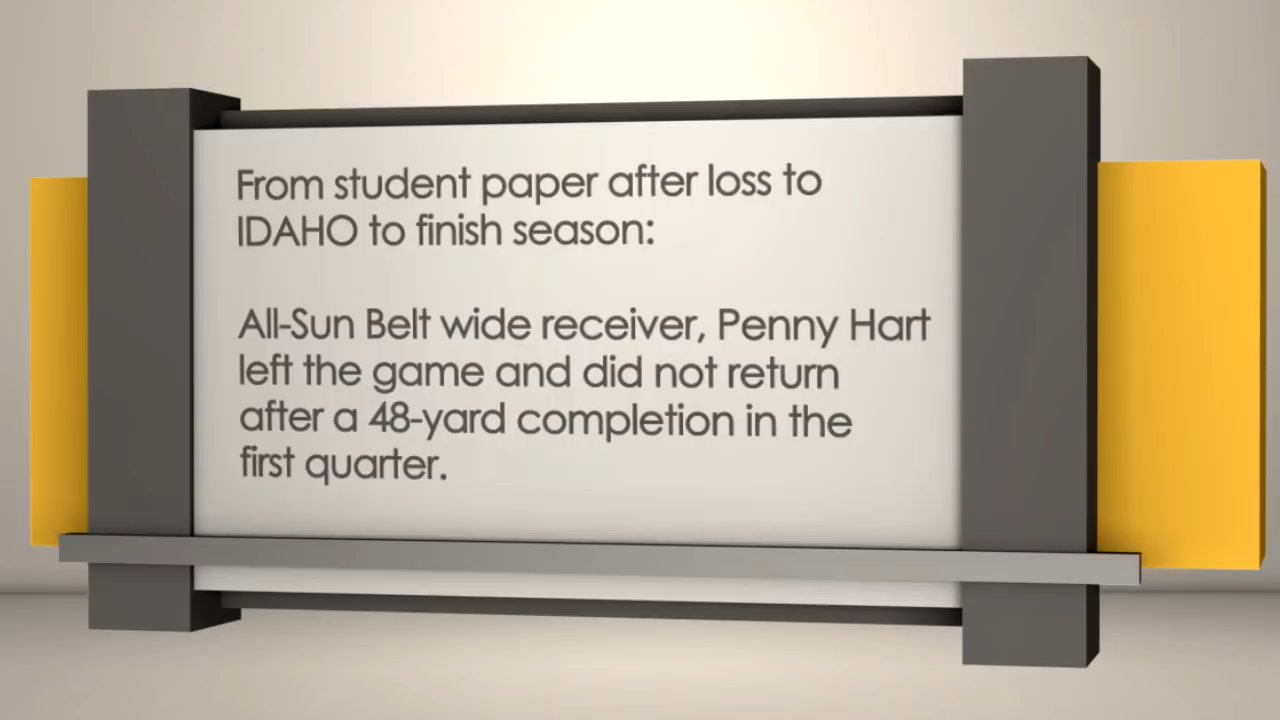 From student paper after loss to
IDAHO to finish season:
All-Sun Belt wide receiver, Penny Hart
left the game and did not return
after a 48-yard completion in the
first quarter.